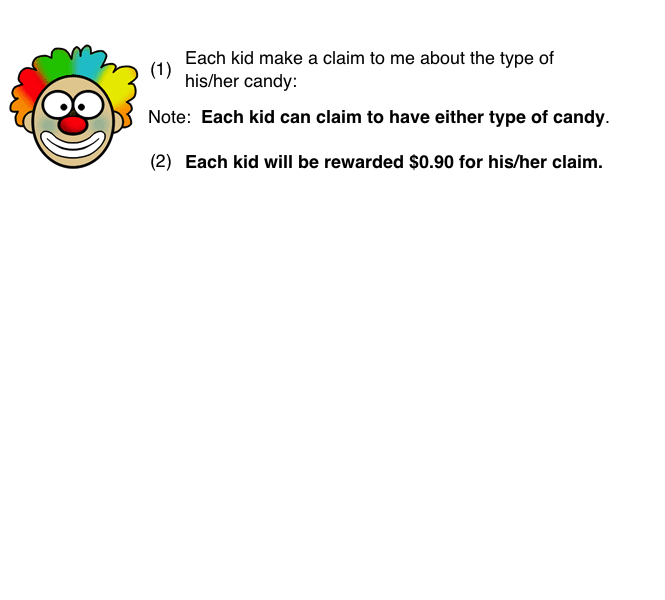 (1) Each kid make a claim to me about the type of
his/her candy:
Note: Each kid can claim to have either type of candy.
(2) Each kid will be rewarded $0.90 for his/her claim.